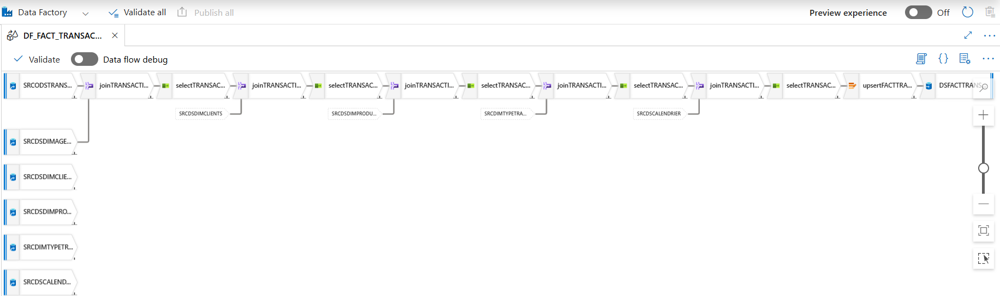 Data Factory
Validate all
Publish all
Preview experience
Off
DF_FACT_TRANSAC...
Validate
Data flow debug
SRCODSTRANS...
joinTRANSACTI...
selectTRANSAC...
joinTRANSACTI...
selectTRANSAC...
joinTRANSACTI...
selectTRANSAC...
joinTRANSACTI...
selectTRANSAC...
joinTRANSACTI...
selectTRANSAC...
upsertFACTTRA...
DSFACTTRANS
SRCDSDIMCLIENTS
SRCDSDIMPRODU...
SRCDIMTYPETRA...
SRCDSCALENDRIER
SRCDSDIMAGE...
SRCDSDIMCLIE...
SRCDSDIMPRO...
SRCDIMTYPETR...
SRCDSCALEND...